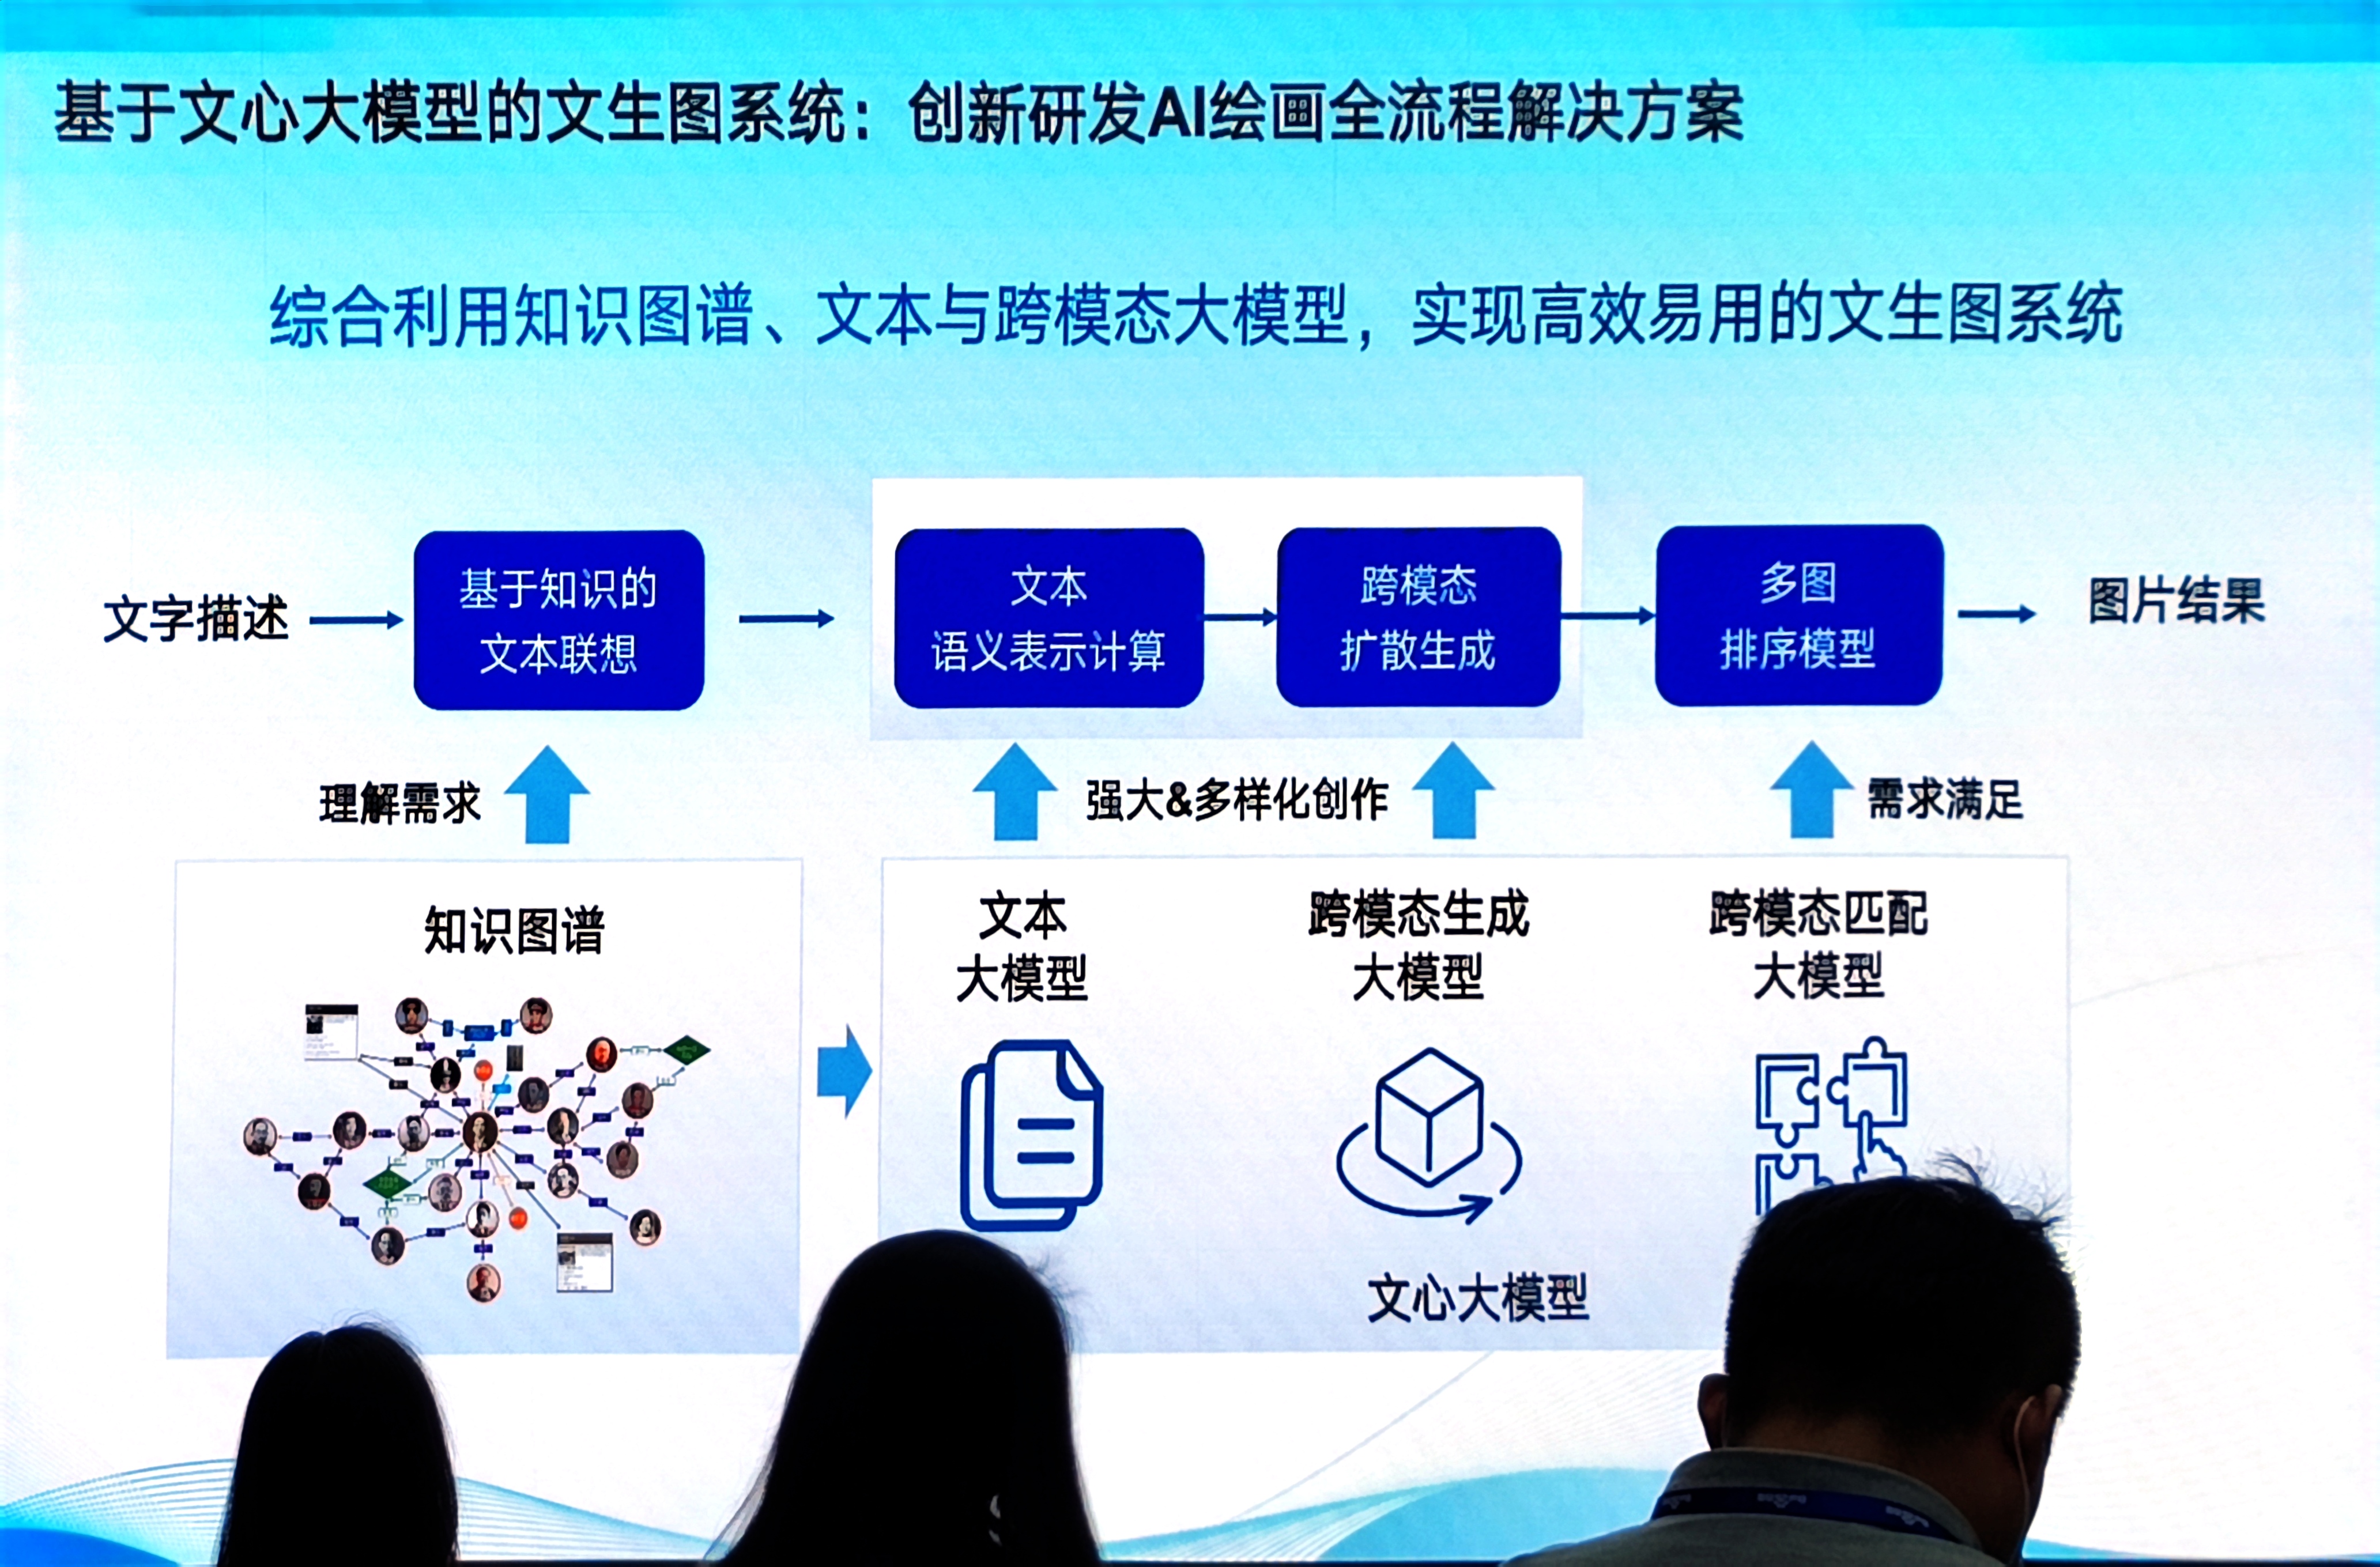 基于文心大模型的文生图系统：创新研发AI绘画全流程解决方案
综合利用知识图谱、文本与跨模态大模型，实现高效易用的文生图系统
文字描述
基于知识的
文本联想
文本
语义表示计算
跨模态
扩散生成
多图
排序模型
图片结果
理解需求
强大&多样化创作
需求满足
知识图谱
文本
大模型
跨模态生成
大模型
跨模态匹配
大模型
文心大模型